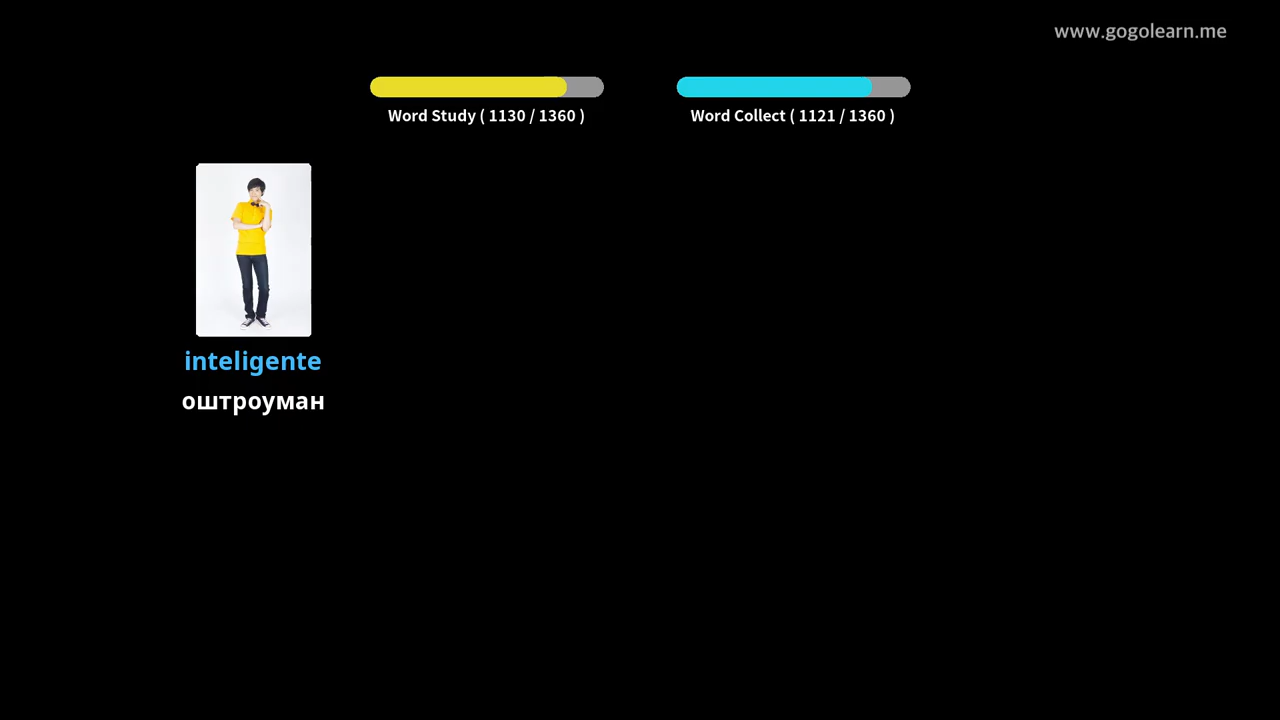 www.gogolearn.me
Word Study ( 1130 / 1360 )
Word Collect ( 1121 / 1360 )
inteligente
оштроуман